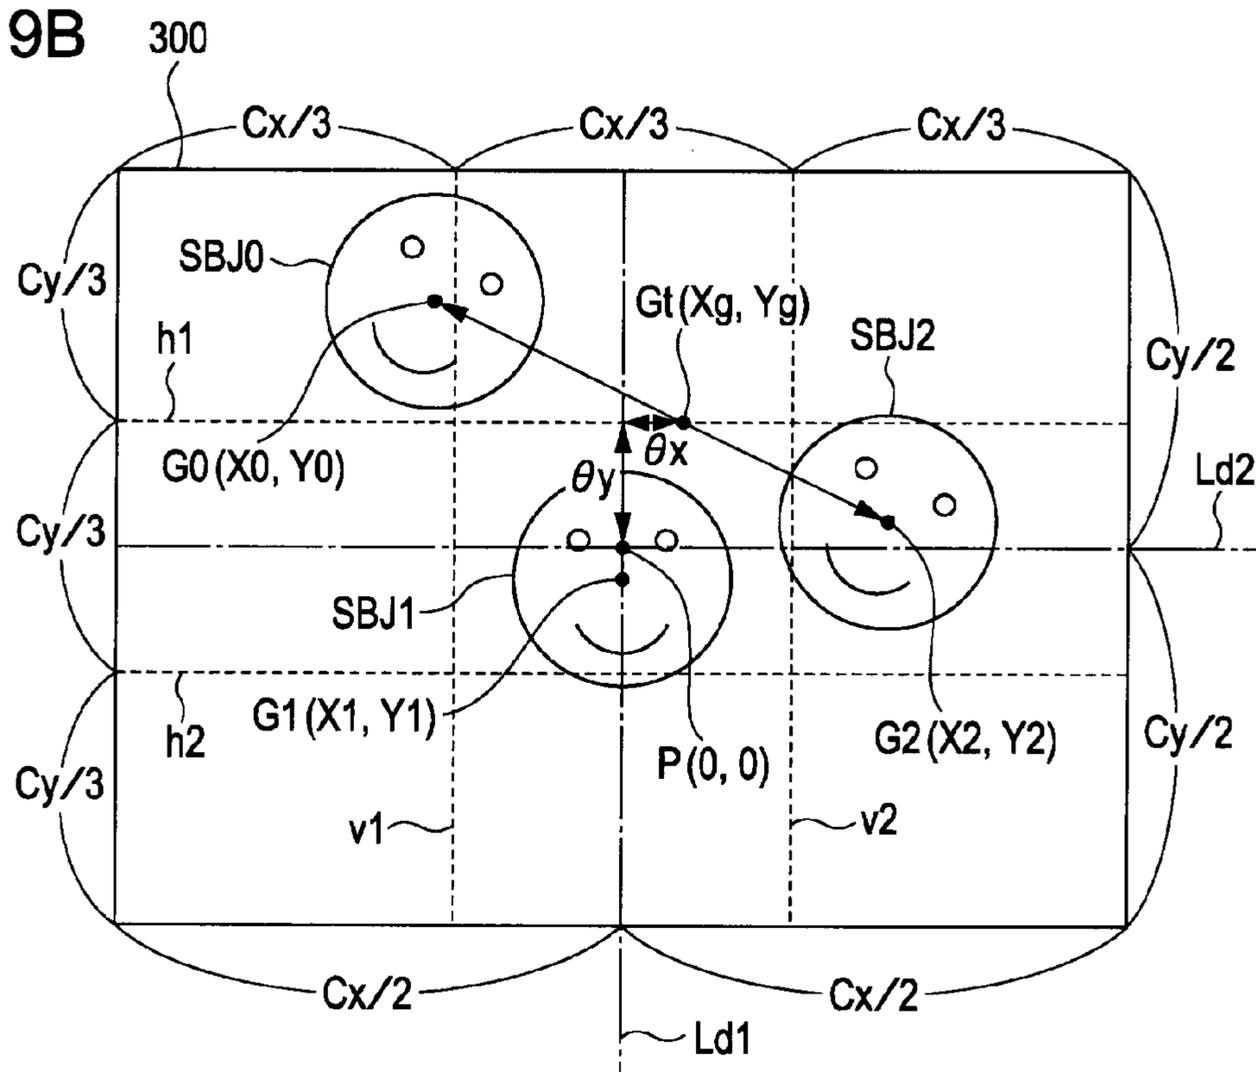 9B
300
Cx/3 Cx/3 Cx/3
SBJ0
Cy/3
Gt(Xg, Yg)
h1
SBJ2
Cy/2
θx
G0(X0, Y0)
Ld2
θy
Cy/3
SBJ1
G1(X1, Y1)
h2
G2(X2, Y2)
Cy/2
P(0, 0)
Cy/3
v1
v2
Cx/2 Cx/2
Ld1